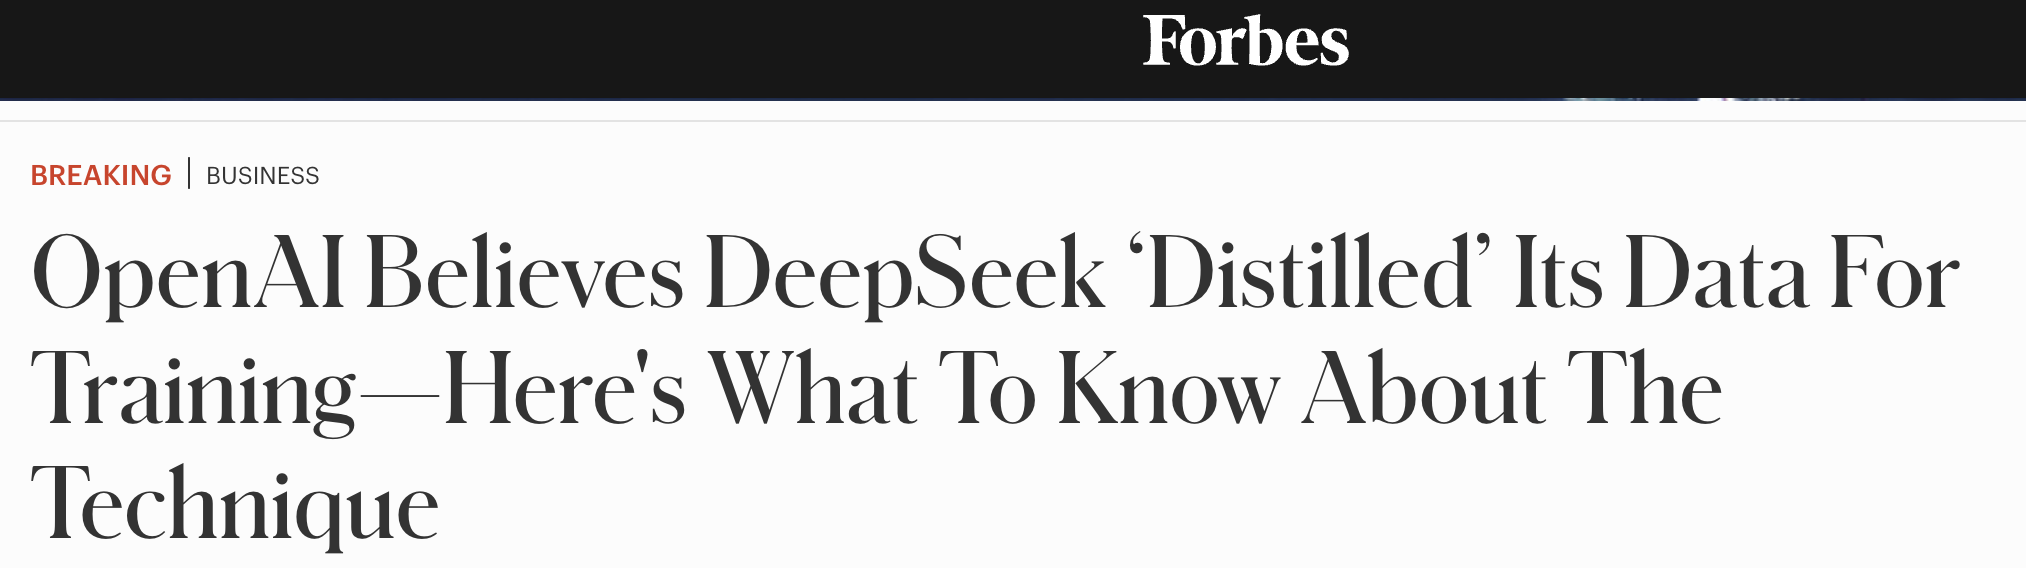 Forbes
BREAKING | BUSINESS
OpenAI Believes DeepSeek ‘Distilled’ Its Data For
Training—Here's What To Know About The
Technique